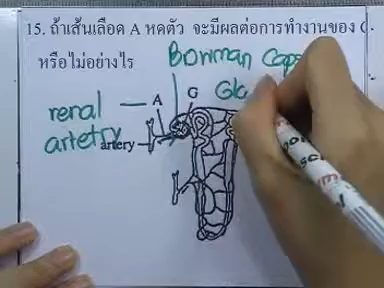 15. ถ้าเส้นเลือด A หดตัว จะมีผลต่อการทำงานของ
หรือไม่อย่างไร
Bowman Caps
Glo
renal
artetry
A
G
artery